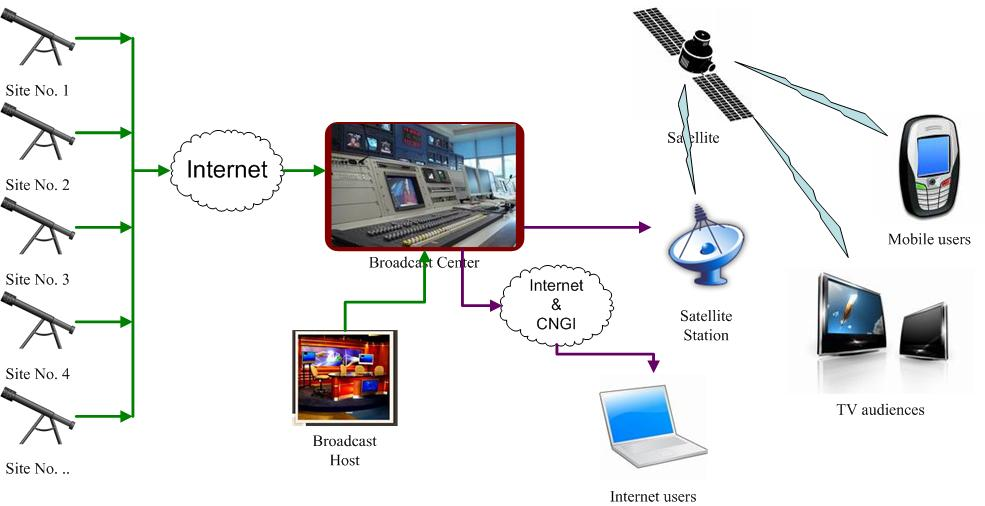 Site No. 1
Site No. 2
Site No. 3
Site No. 4
Site No. ..
Internet
Broadcast Center
Broadcast
Host
Internet
&
CNGI
Internet users
Satellite
Satellite
Station
Mobile users
TV audiences